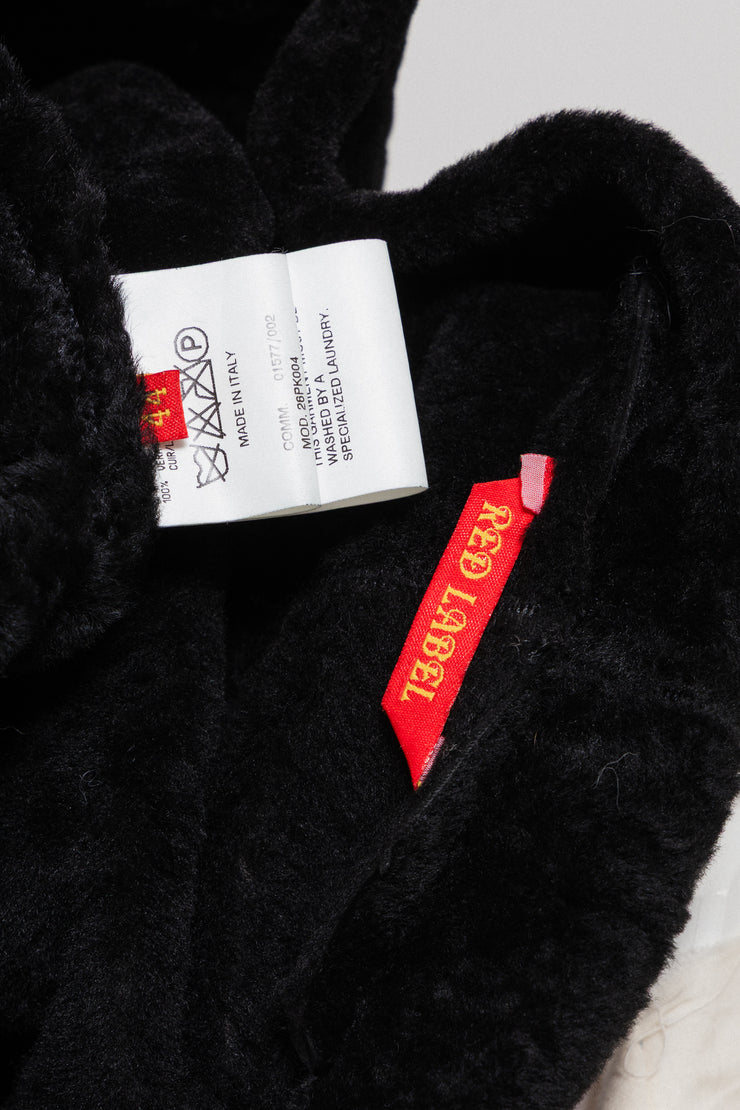 44
100%
CUIR/
P
MADE IN ITALY
COMM. 01577/002
MOD. 26PK004
THIS GARMENT MUST BE
WASHED BY A
SPECIALIZED LAUNDRY.
RED LABEL